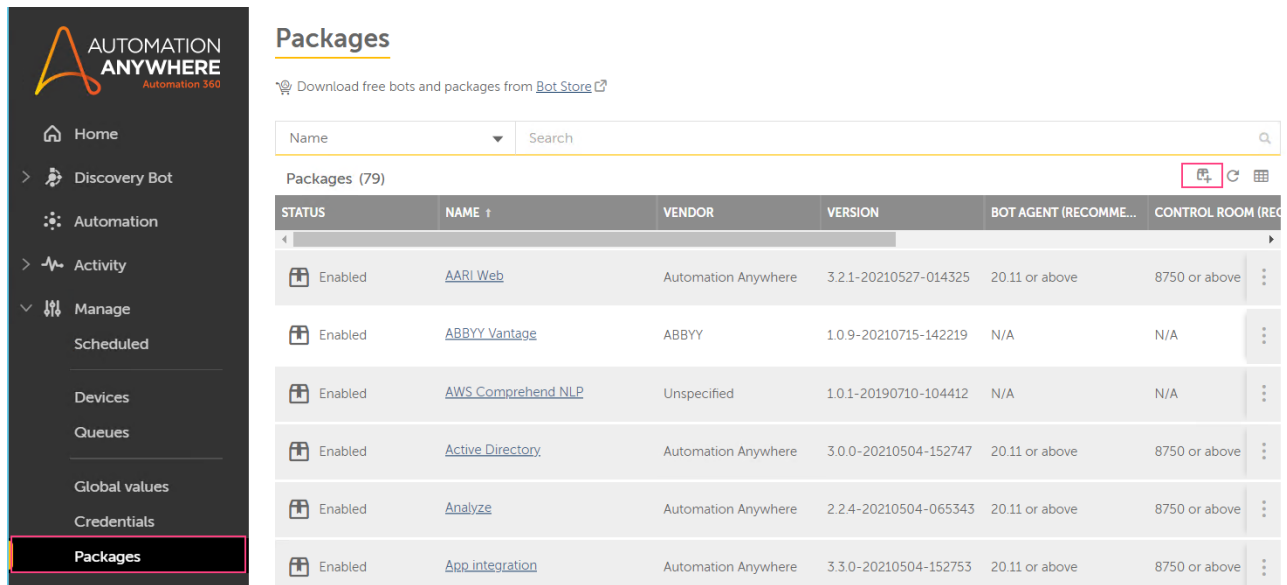 AUTOMATION
ANYWHERE
Automation 360
Home
Discovery Bot
Automation
Activity
Manage
Scheduled
Devices
Queues
Global values
Credentials
Packages
Packages
Download free bots and packages from Bot Store
Name Search
Packages (79)
STATUS NAME ↑ VENDOR VERSION BOT AGENT (RECOMME... CONTROL ROOM (REC
Enabled AARI Web Automation Anywhere 3.2.1-20210527-014325 20.11 or above 8750 or above
Enabled ABBYY Vantage ABBYY 1.0.9-20210715-142219 N/A N/A
Enabled AWS Comprehend NLP Unspecified 1.0.1-20190710-104412 N/A N/A
Enabled Active Directory Automation Anywhere 3.0.0-20210504-152747 20.11 or above 8750 or above
Enabled Analyze Automation Anywhere 2.2.4-20210504-065343 20.11 or above 8750 or above
Enabled App integration Automation Anywhere 3.3.0-20210504-152753 20.11 or above 8750 or above